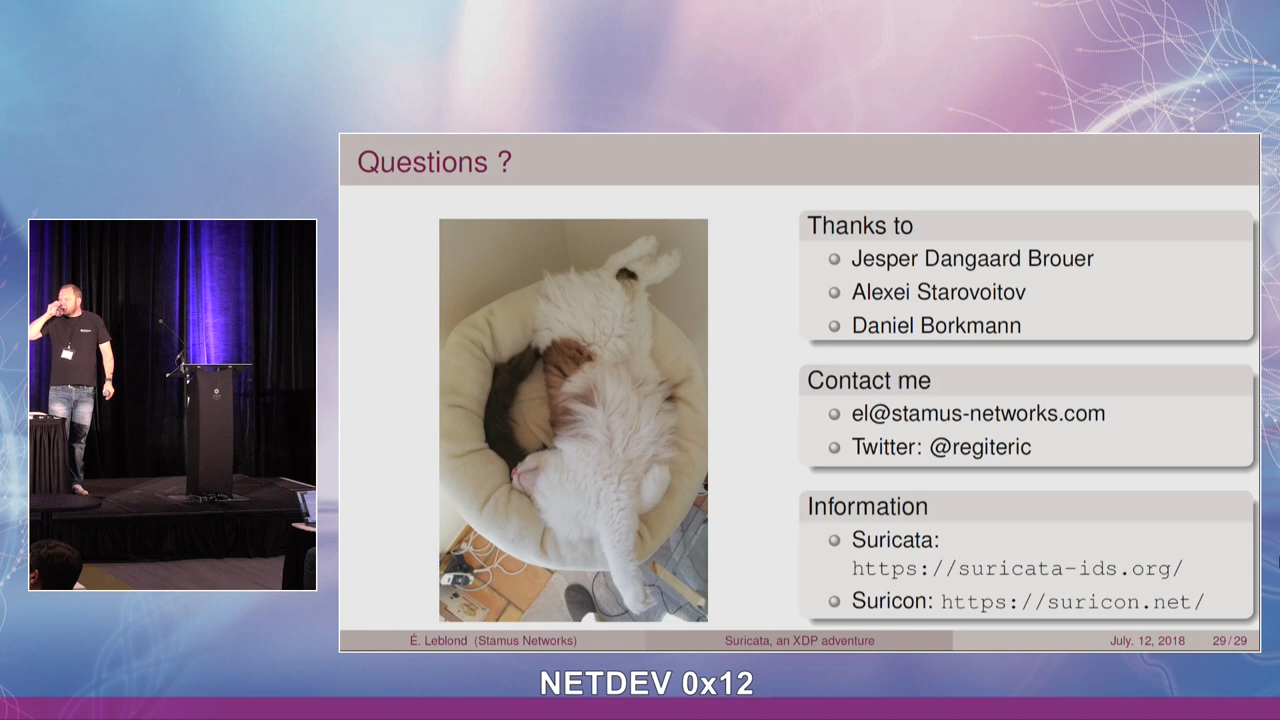 Questions ?
Thanks to
Jesper Dangaard Brouer
Alexei Starovoitov
Daniel Borkmann
Contact me
el@stamus-networks.com
Twitter: @regiteric
Information
Suricata:
https://suricata-ids.org/
Suricon: https://suricon.net/
É. Leblond (Stamus Networks)
Suricata, an XDP adventure
July. 12, 2018
29 / 29
NETDEV 0x12